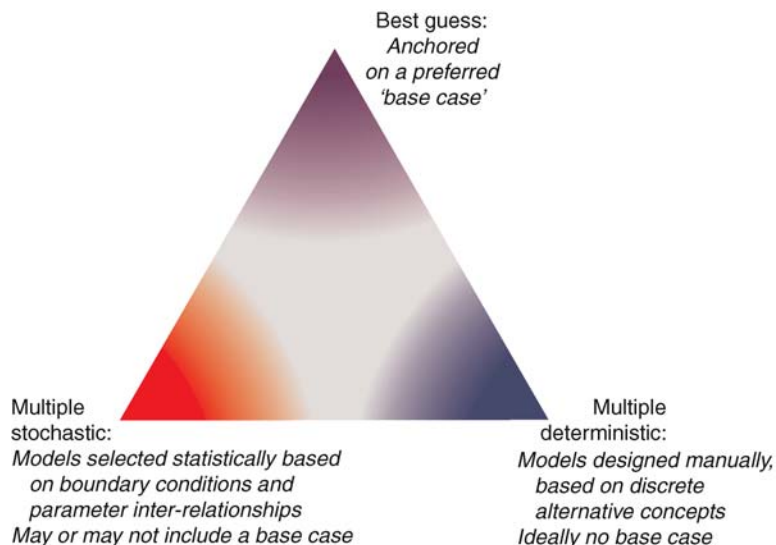 Best guess:
Anchored
on a preferred
‘base case’
Multiple
stochastic:
Models selected statistically based
on boundary conditions and
parameter inter-relationships
May or may not include a base case
Multiple
deterministic:
Models designed manually,
based on discrete
alternative concepts
Ideally no base case